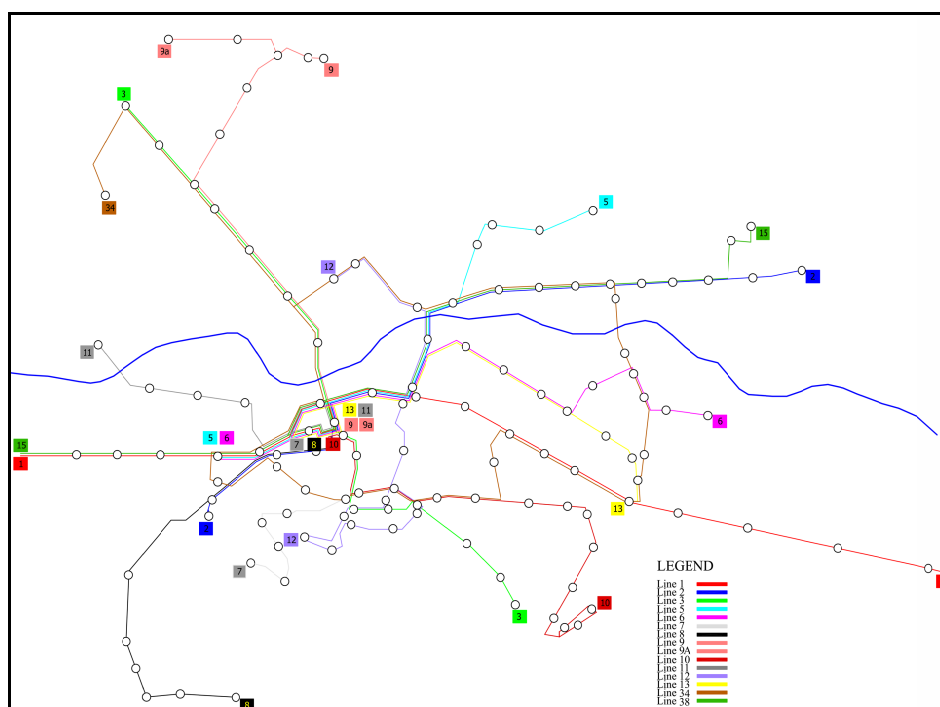 9a
9
3
34
5
15
12
11
13 11
9 9a
5 6
7 8 10
15
1
6
13
12
7
3
10
8
LEGEND
Line 1
Line 2
Line 3
Line 5
Line 6
Line 7
Line 8
Line 9
Line 9A
Line 10
Line 11
Line 12
Line 13
Line 34
Line 38